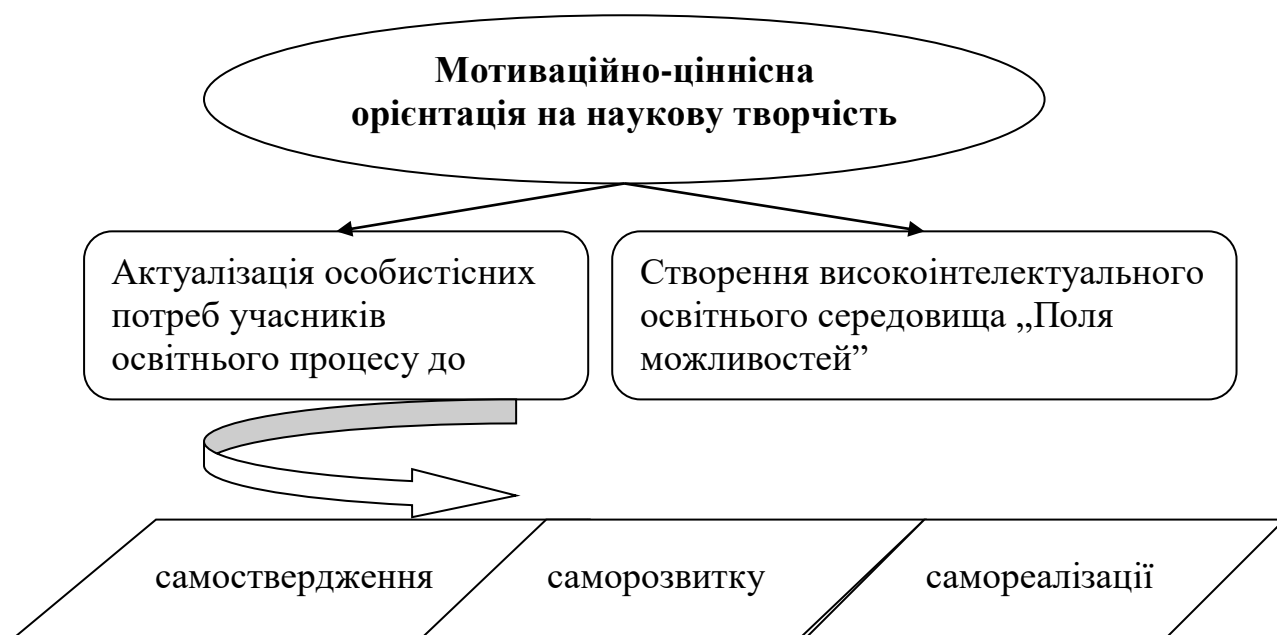 Мотиваційно-ціннісна
орієнтація на наукову творчість
Актуалізація особистісних
потреб учасників
освітнього процесу до
Створення високоінтелектуального
освітнього середовища „Поля
можливостей”
самоствердження
саморозвитку
самореалізації